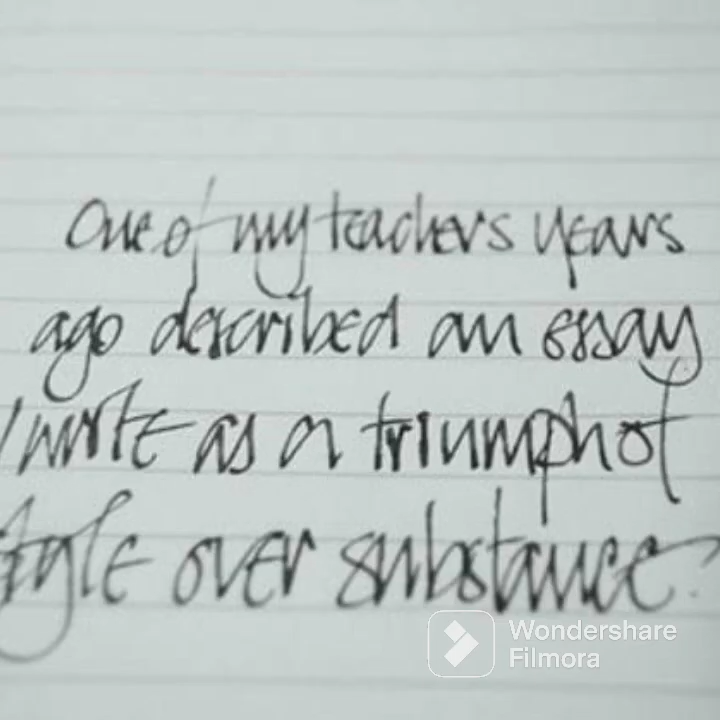 One of my teachers years
ago described an essay
I wrote as a triumph of
style over substance.
Wondershare
Filmora